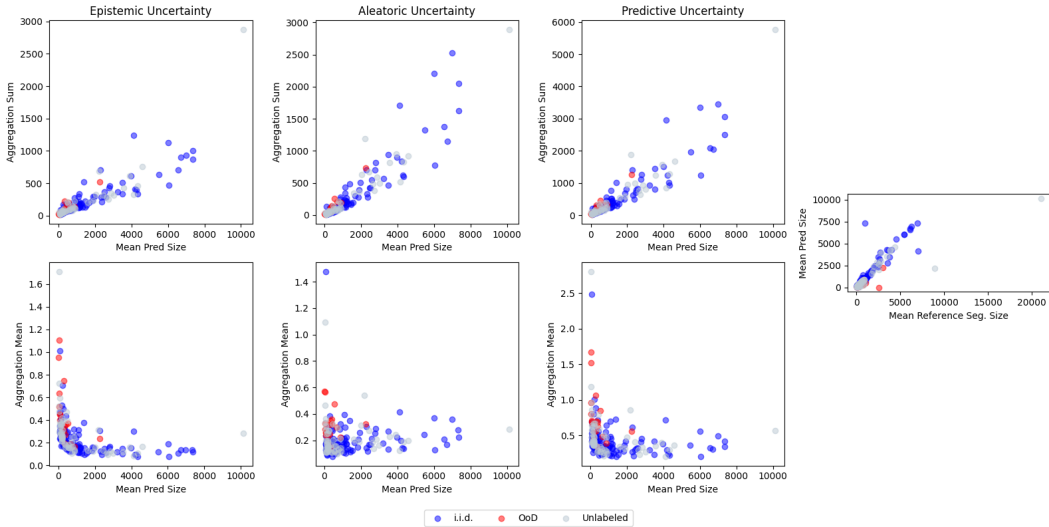 Epistemic Uncertainty
Aleatoric Uncertainty
Predictive Uncertainty
Aggregation Sum
3000
2500
2000
1500
1000
500
0
0 2000 4000 6000 8000 10000
Mean Pred Size
Aggregation Sum
3000
2500
2000
1500
1000
500
0
0 2000 4000 6000 8000 10000
Mean Pred Size
Aggregation Sum
6000
5000
4000
3000
2000
1000
0
0 2000 4000 6000 8000 10000
Mean Pred Size
Mean Pred Size
10000
7500
5000
2500
0
0 5000 10000 15000 20000
Mean Reference Seg. Size
Aggregation Mean
1.6
1.4
1.2
1.0
0.8
0.6
0.4
0.2
0.0
0 2000 4000 6000 8000 10000
Mean Pred Size
Aggregation Mean
1.4
1.2
1.0
0.8
0.6
0.4
0.2
0 2000 4000 6000 8000 10000
Mean Pred Size
Aggregation Mean
2.5
2.0
1.5
1.0
0.5
0 2000 4000 6000 8000 10000
Mean Pred Size
i.i.d. OoD Unlabeled